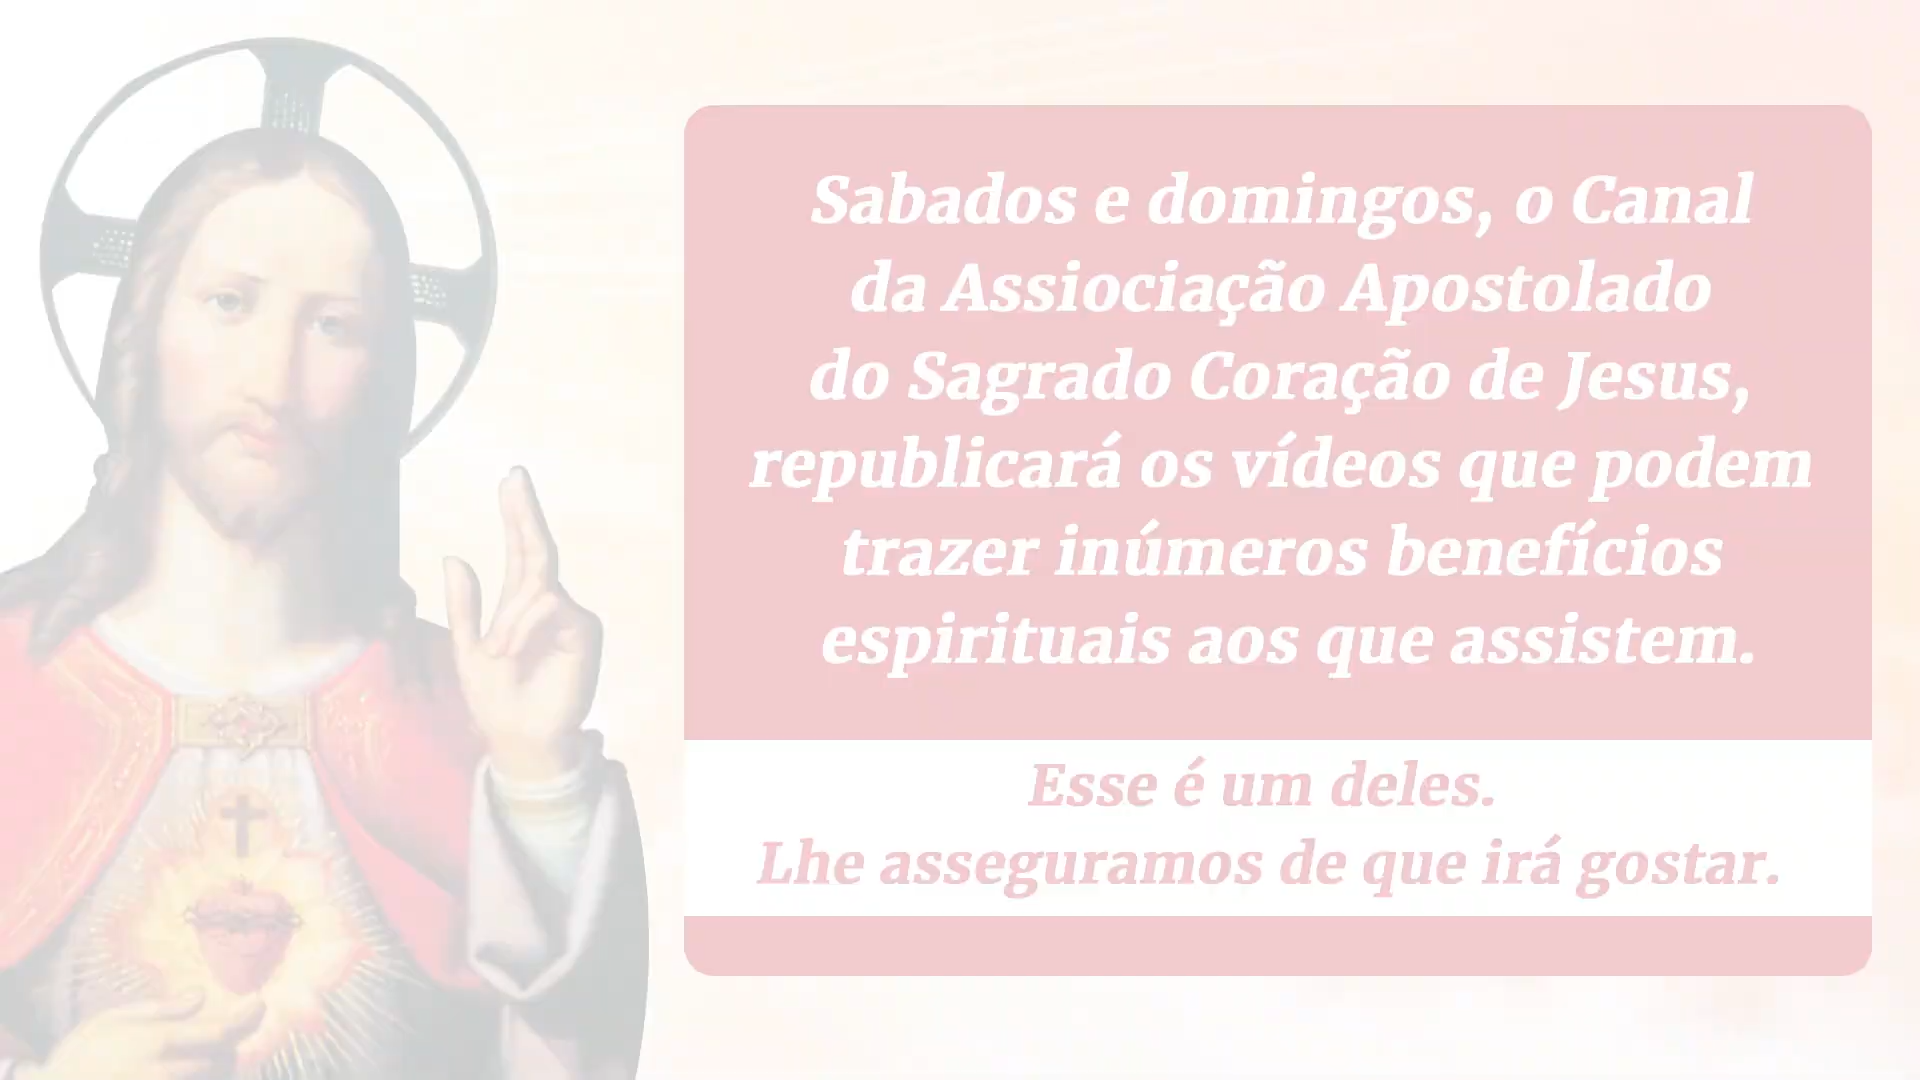 Sabados e domingos, o Canal
da Assiociação Apostolado
do Sagrado Coração de Jesus,
republicará os vídeos que podem
trazer inúmeros benefícios
espirituais aos que assistem.
Esse é um deles.
Lhe asseguramos de que irá gostar.